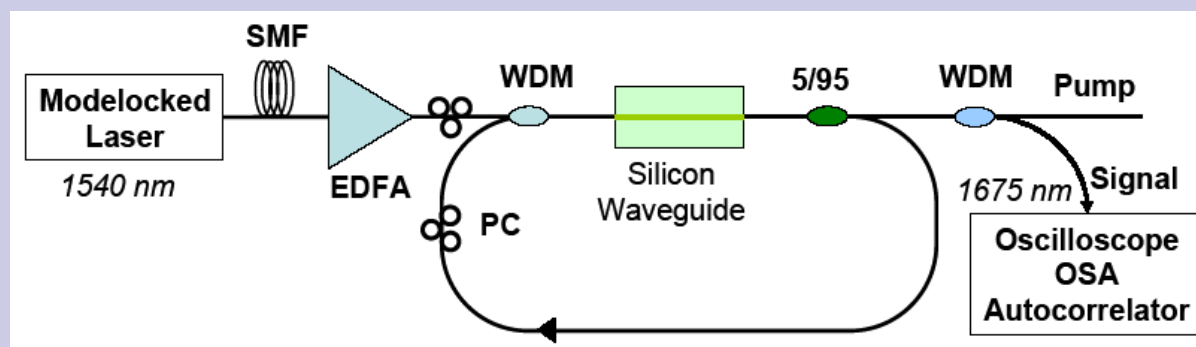 SMF
WDM
5/95
WDM
Pump
Modelocked
Laser
1540 nm
EDFA
Silicon
Waveguide
PC
1675 nm
Signal
Oscilloscope
OSA
Autocorrelator